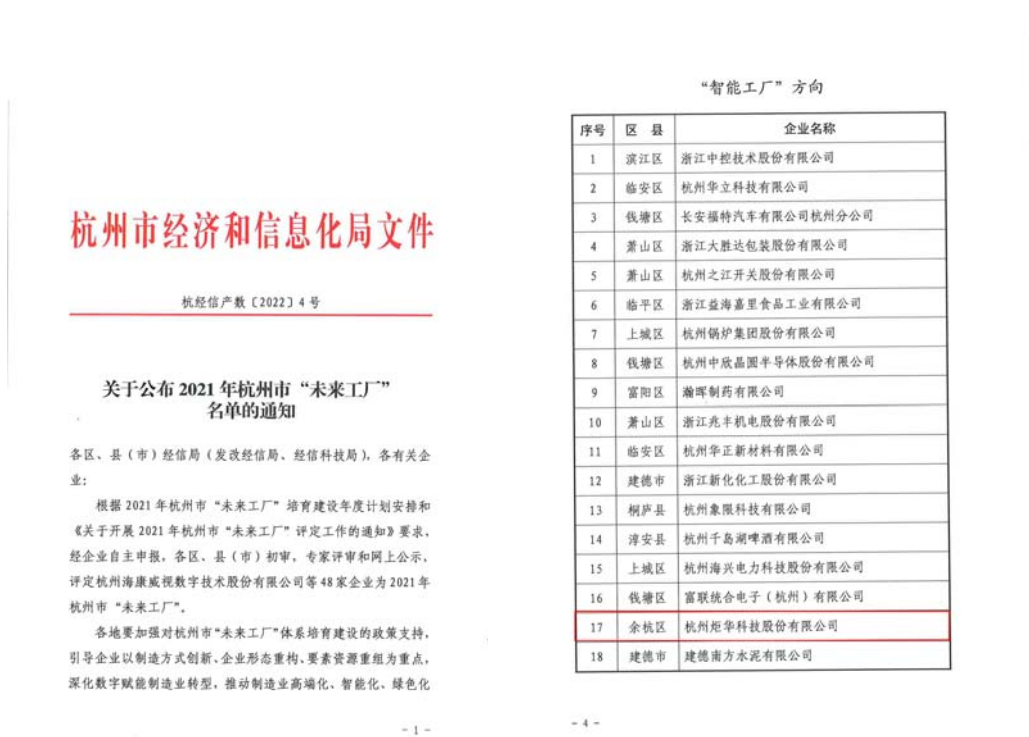 杭州市经济和信息化局文件
杭经信产数〔2022〕4号
关于公布2021年杭州市“未来工厂”
名单的通知
各区、县(市)经信局(发改经信局、经信科技局),各有关企
业:
根据2021年杭州市“未来工厂”培育建设年度计划安排和
《关于开展2021年杭州市“未来工厂”评定工作的通知》要求,
经企业自主申报,各区、县(市)初审,专家评审和网上公示,
评定杭州海康威视数字技术股份有限公司等48家企业为2021年
杭州市“未来工厂”。
各地要加强对杭州市“未来工厂”体系培育建设的政策支持,
引导企业以制造方式创新、企业形态重构、要素资源重组为重点,
深化数字赋能制造业转型,推动制造业高端化、智能化、绿色化
- 1 -
“智能工厂”方向
序号 区 县 企业名称
1 滨江区 浙江中控技术股份有限公司
2 临安区 杭州华立科技有限公司
3 钱塘区 长安福特汽车有限公司杭州分公司
4 萧山区 浙江大胜达包装股份有限公司
5 萧山区 杭州之江开关股份有限公司
6 临平区 浙江益海嘉里食品工业有限公司
7 上城区 杭州锅炉集团股份有限公司
8 钱塘区 杭州中欣晶圆半导体股份有限公司
9 富阳区 瀚晖制药有限公司
10 萧山区 浙江兆丰机电股份有限公司
11 临安区 杭州华正新材料有限公司
12 建德市 浙江新化化工股份有限公司
13 桐庐县 杭州象限科技有限公司
14 淳安县 杭州千岛湖啤酒有限公司
15 上城区 杭州海兴电力科技股份有限公司
16 钱塘区 富联统合电子(杭州)有限公司
17 余杭区 杭州炬华科技股份有限公司
18 建德市 建德南方水泥有限公司
- 4 -